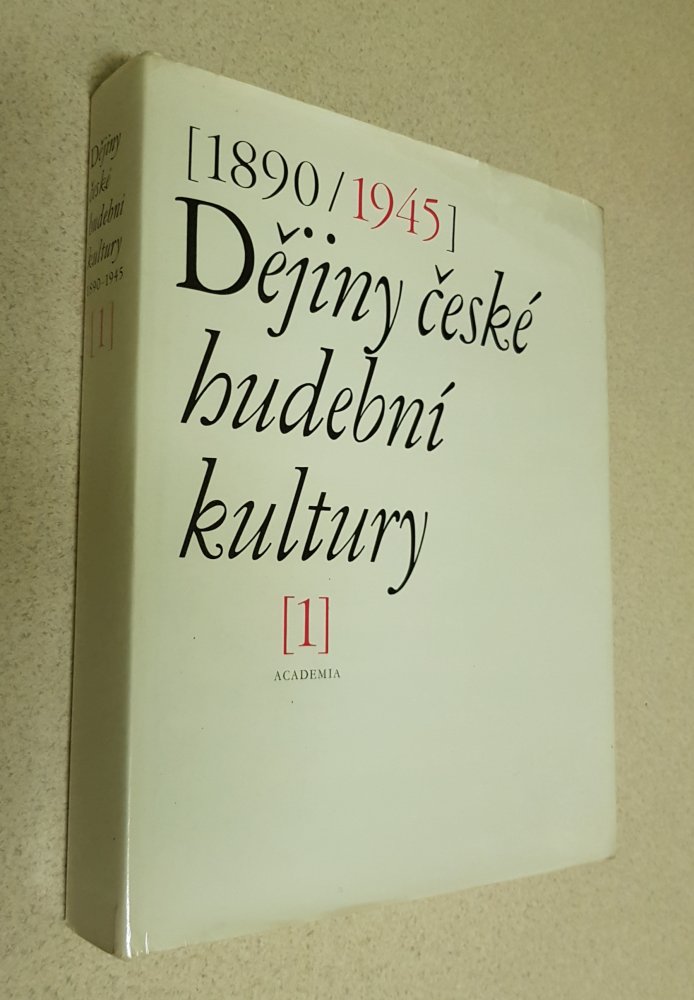 [1890/1945]
Dějiny české
hudební
kultury
[1]
ACADEMIA
Dějiny
české
hudební
kultury
1890–1945
[1]